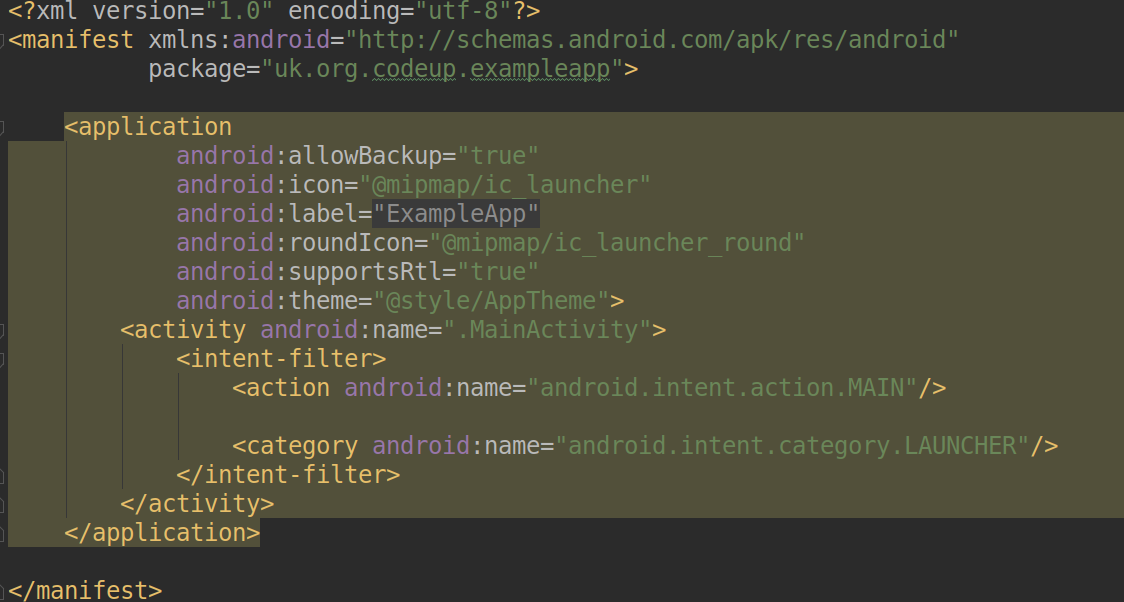 <?xml version="1.0" encoding="utf-8"?>
<manifest xmlns:android="http://schemas.android.com/apk/res/android"
package="uk.org.codeup.exampleapp">
<application
android:allowBackup="true"
android:icon="@mipmap/ic_launcher"
android:label="ExampleApp"
android:roundIcon="@mipmap/ic_launcher_round"
android:supportsRtl="true"
android:theme="@style/AppTheme">
<activity android:name=".MainActivity">
<intent-filter>
<action android:name="android.intent.action.MAIN"/>
<category android:name="android.intent.category.LAUNCHER"/>
</intent-filter>
</activity>
</application>
</manifest>